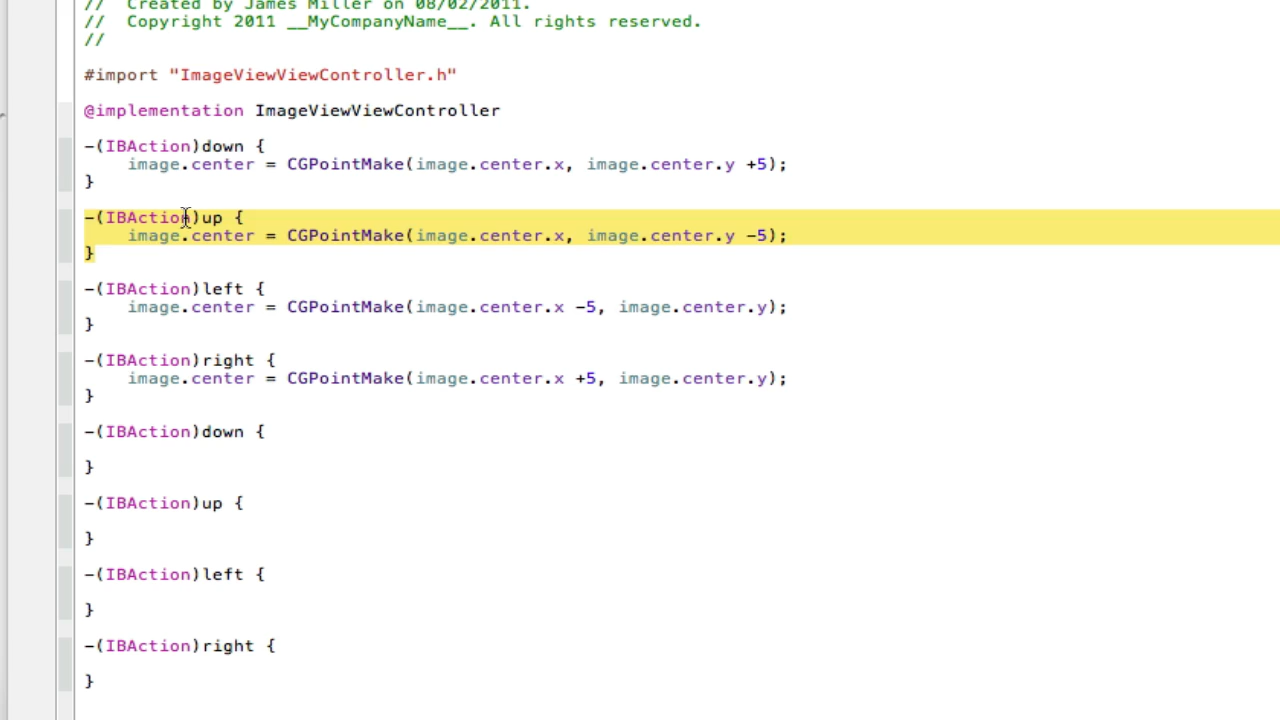 //  Created by James Miller on 08/02/2011.
//  Copyright 2011 __MyCompanyName__. All rights reserved.
//
#import "ImageViewViewController.h"
@implementation ImageViewViewController
-(IBAction)down {
image.center = CGPointMake(image.center.x, image.center.y +5);
}
-(IBAction)up {
image.center = CGPointMake(image.center.x, image.center.y -5);
}
-(IBAction)left {
image.center = CGPointMake(image.center.x -5, image.center.y);
}
-(IBAction)right {
image.center = CGPointMake(image.center.x +5, image.center.y);
}
-(IBAction)down {
}
-(IBAction)up {
}
-(IBAction)left {
}
-(IBAction)right {
}